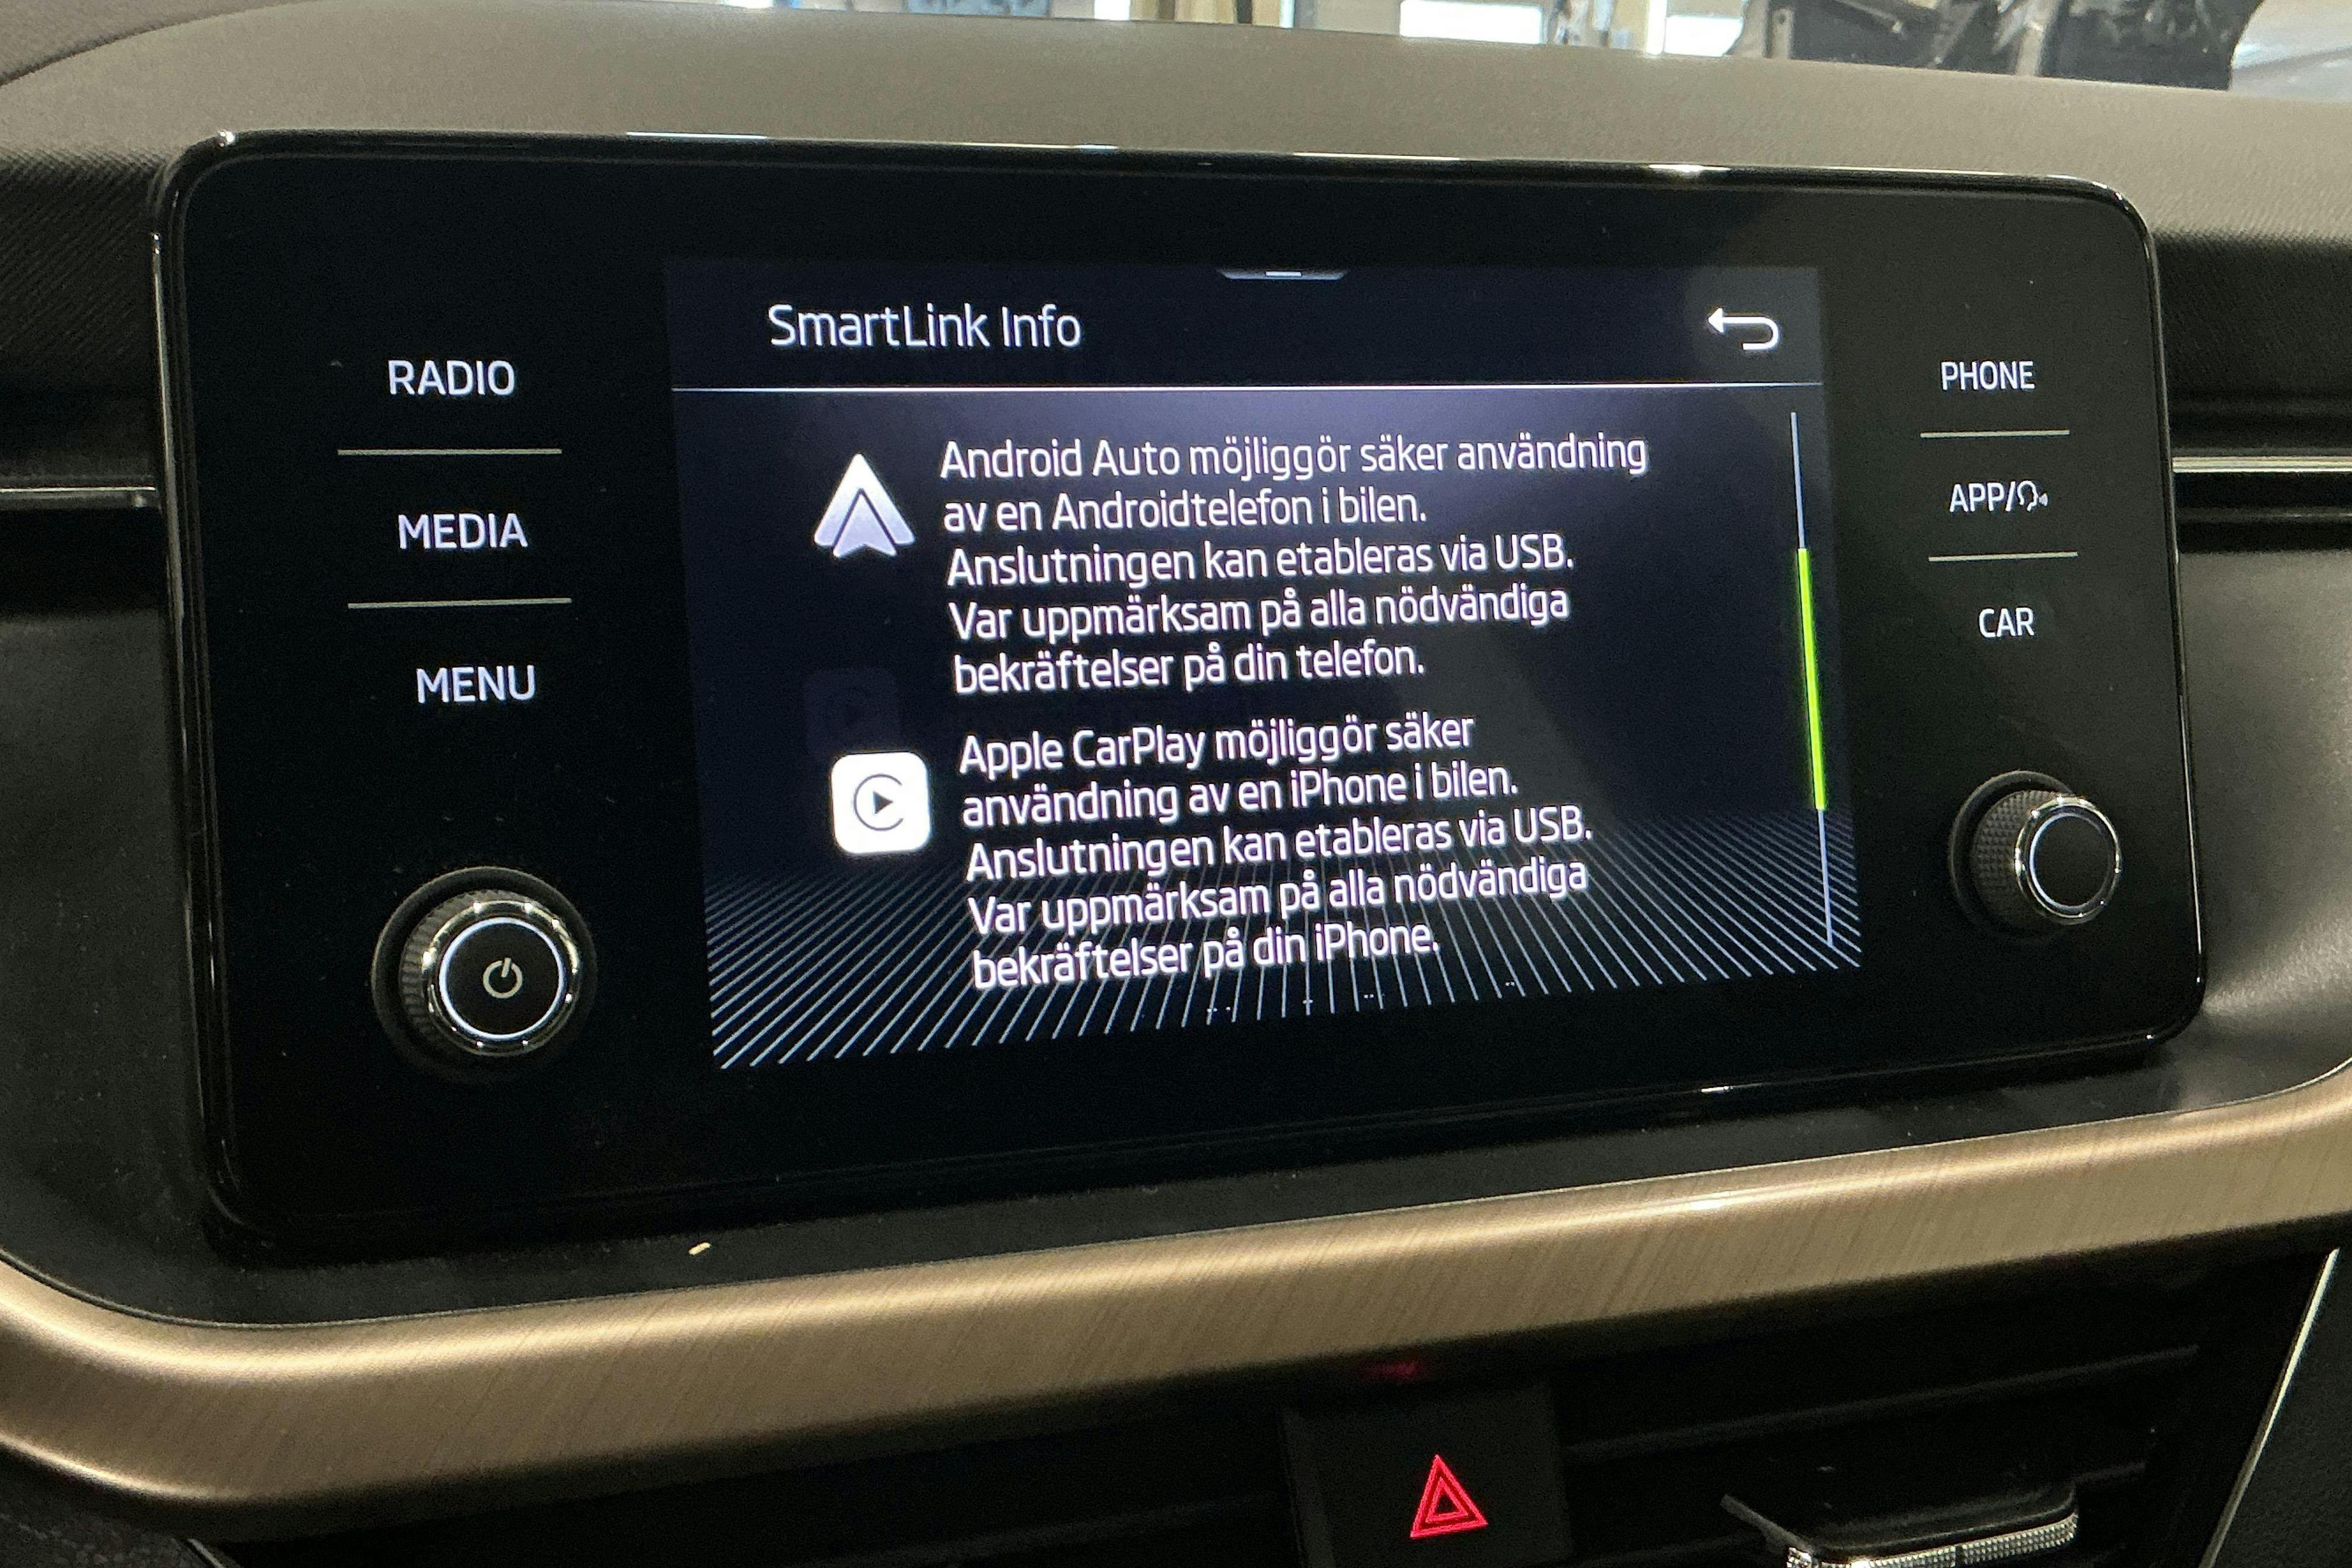 SmartLink Info
RADIO
MEDIA
MENU
Android Auto möjliggör säker användning
av en Androidtelefon i bilen.
Anslutningen kan etableras via USB.
Var uppmärksam på alla nödvändiga
bekräftelser på din telefon.
Apple CarPlay möjliggör säker
användning av en iPhone i bilen.
Anslutningen kan etableras via USB.
Var uppmärksam på alla nödvändiga
bekräftelser på din iPhone.
PHONE
APP/
CAR